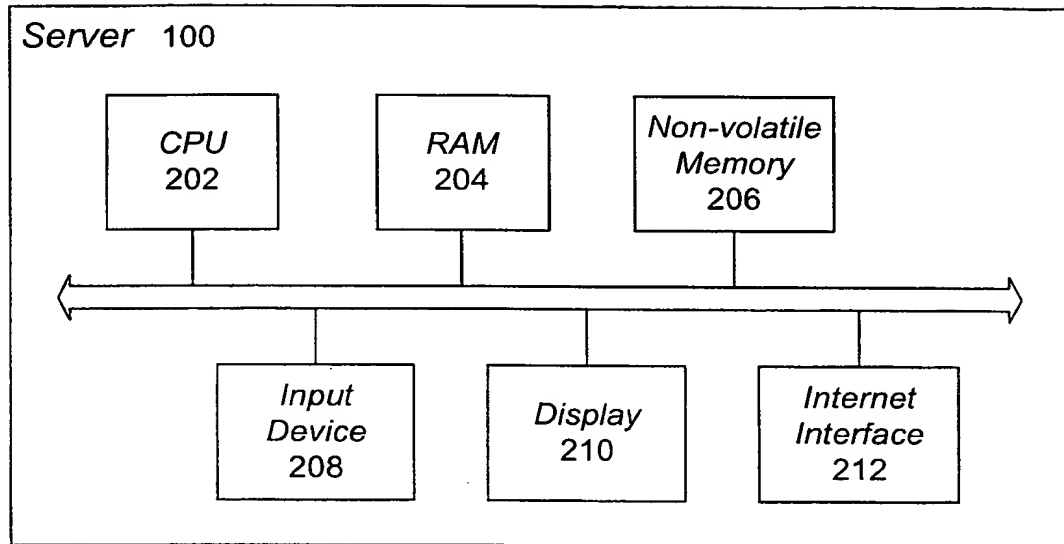 Server 100
CPU
202
RAM
204
Non-volatile
Memory
206
Input
Device
208
Display
210
Internet
Interface
212